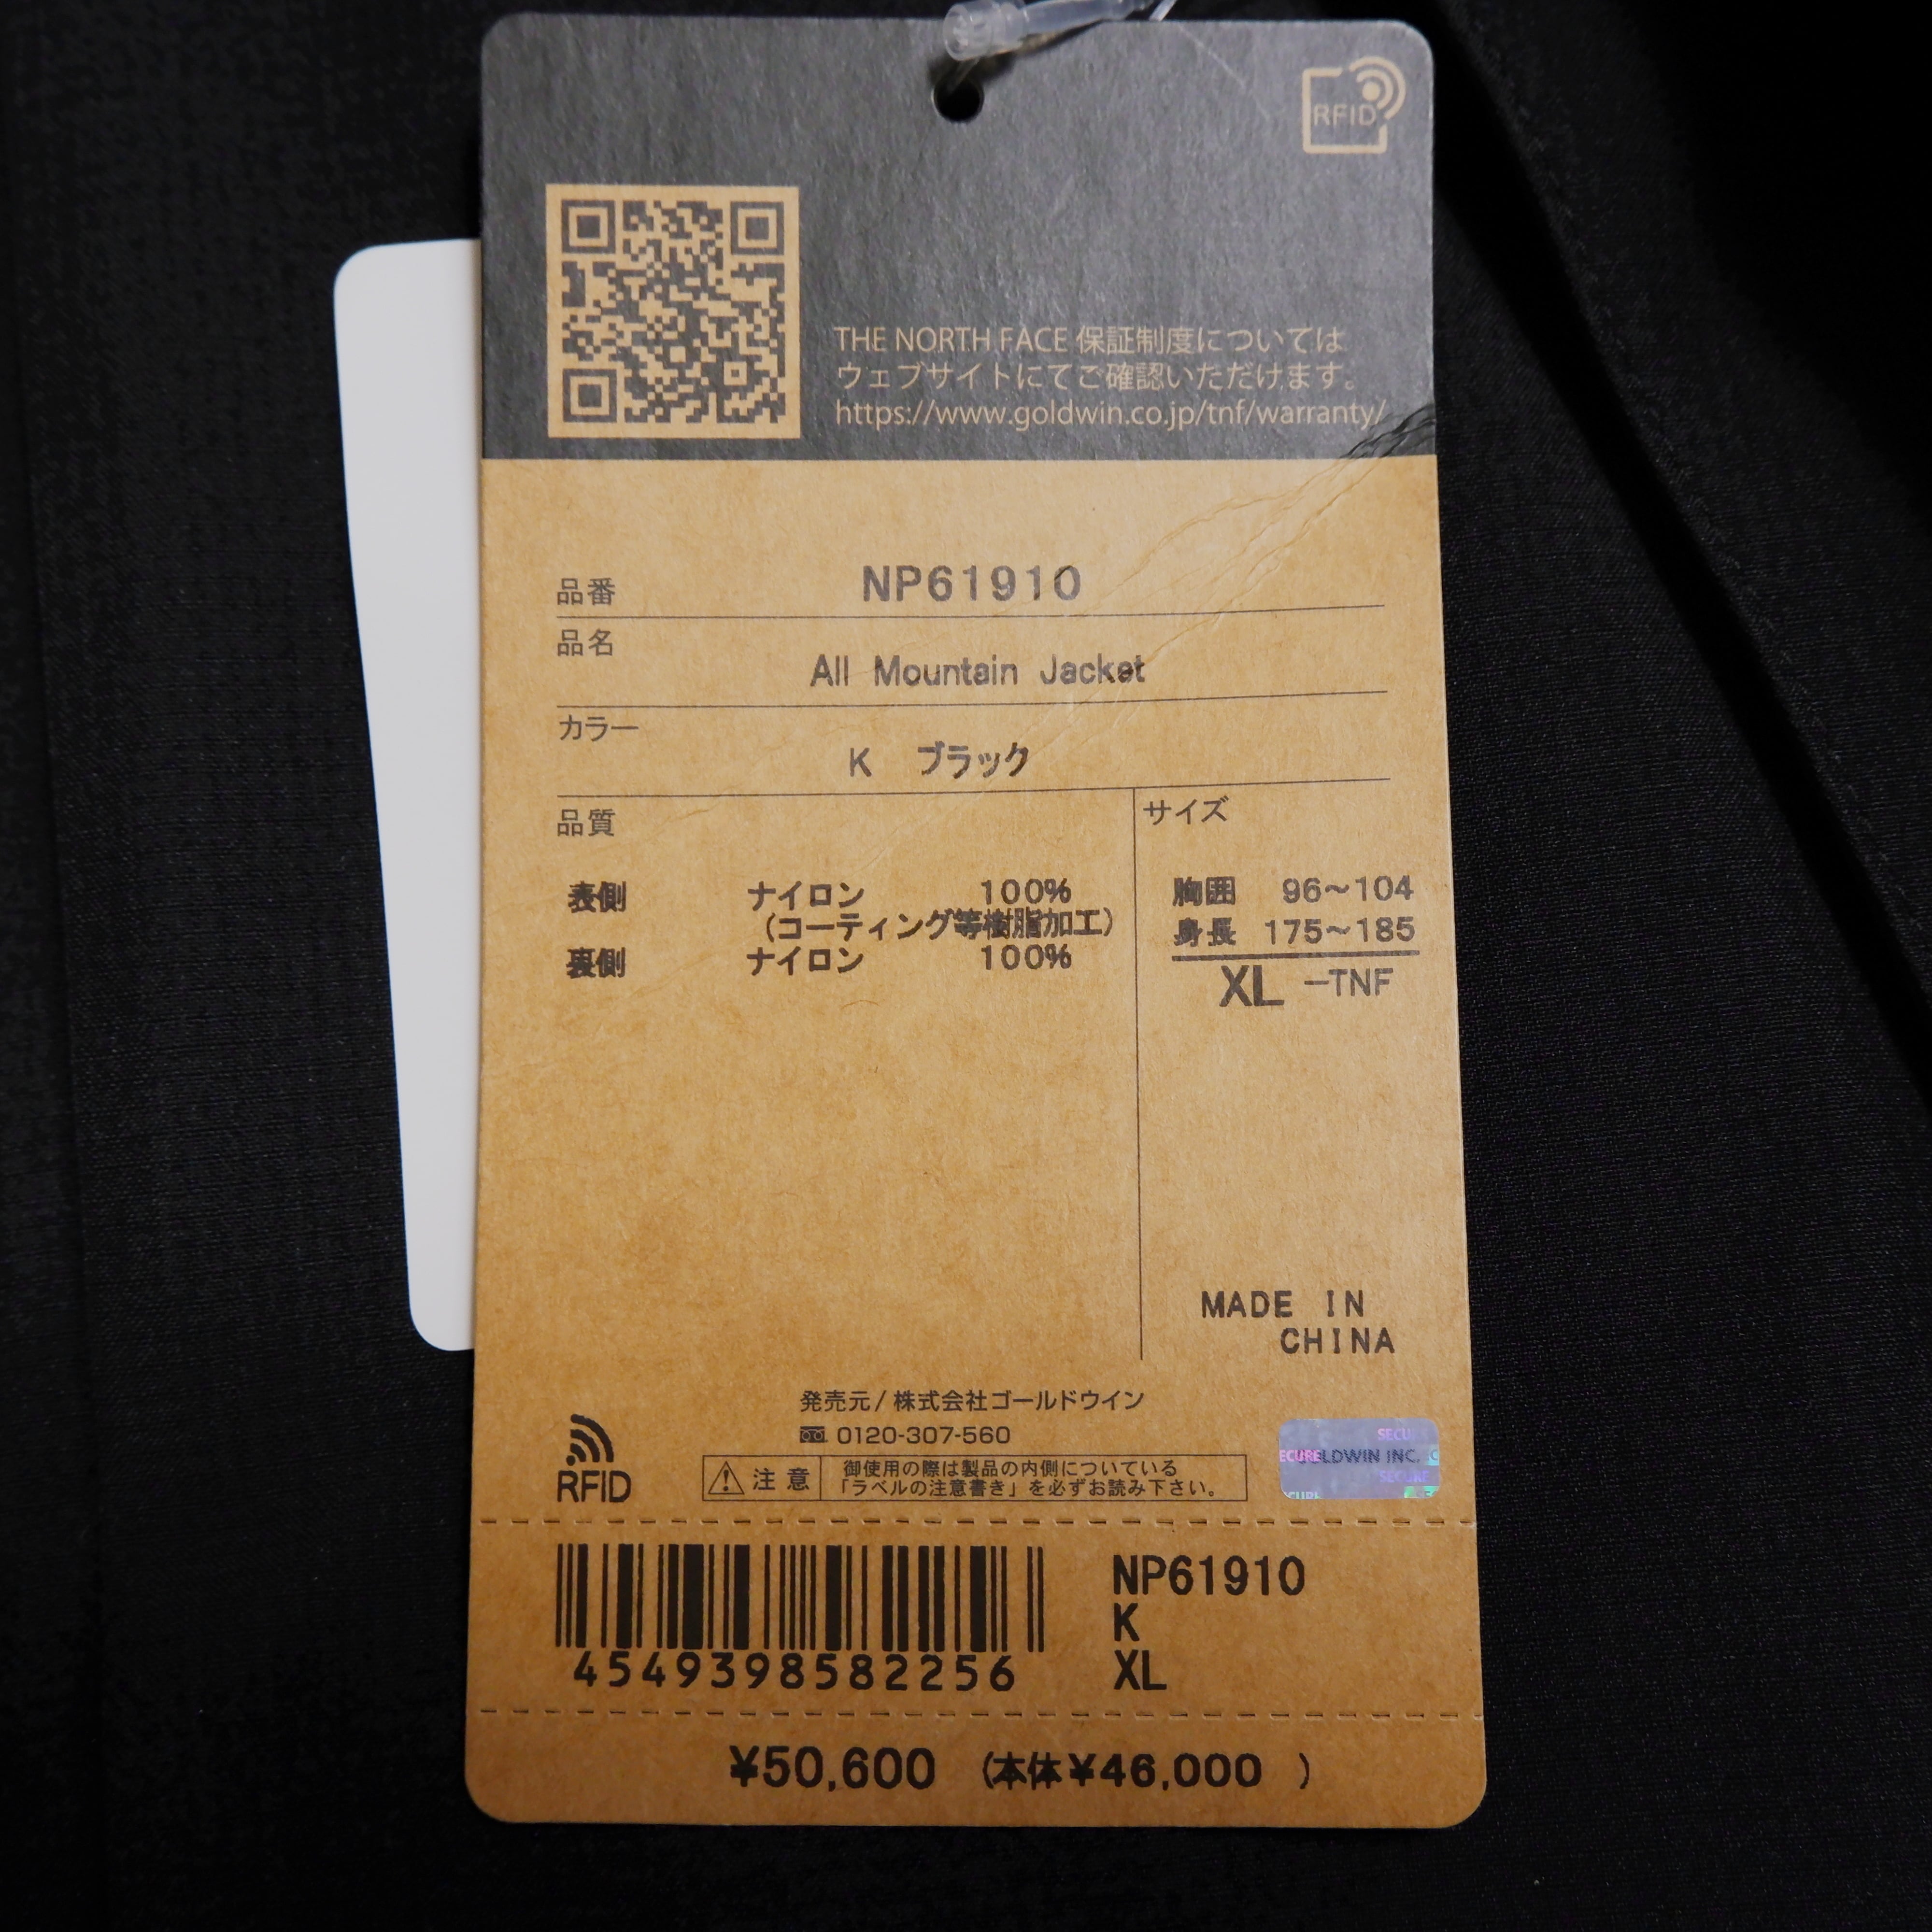 RFID
THE NORTH FACE 保証制度については
ウェブサイトにてご確認いただけます。
https://www.goldwin.co.jp/tnf/warranty/
品番 NP61910
品名
All Mountain Jacket
カラー
K ブラック
品質
表側 ナイロン 100%
(コーティング等樹脂加工)
裏側 ナイロン 100%
サイズ
胸囲 96~104
身長 175~185
XL -TNF
MADE IN
CHINA
発売元/株式会社ゴールドウイン
0120-307-560
RFID
注意
御使用の際は製品の内側についている
「ラベルの注意書き」を必ずお読み下さい。
SECURE
GOLDWIN INC.
SECURE
4549398582256
NP61910
K
XL
¥50,600 (本体¥46,000 )